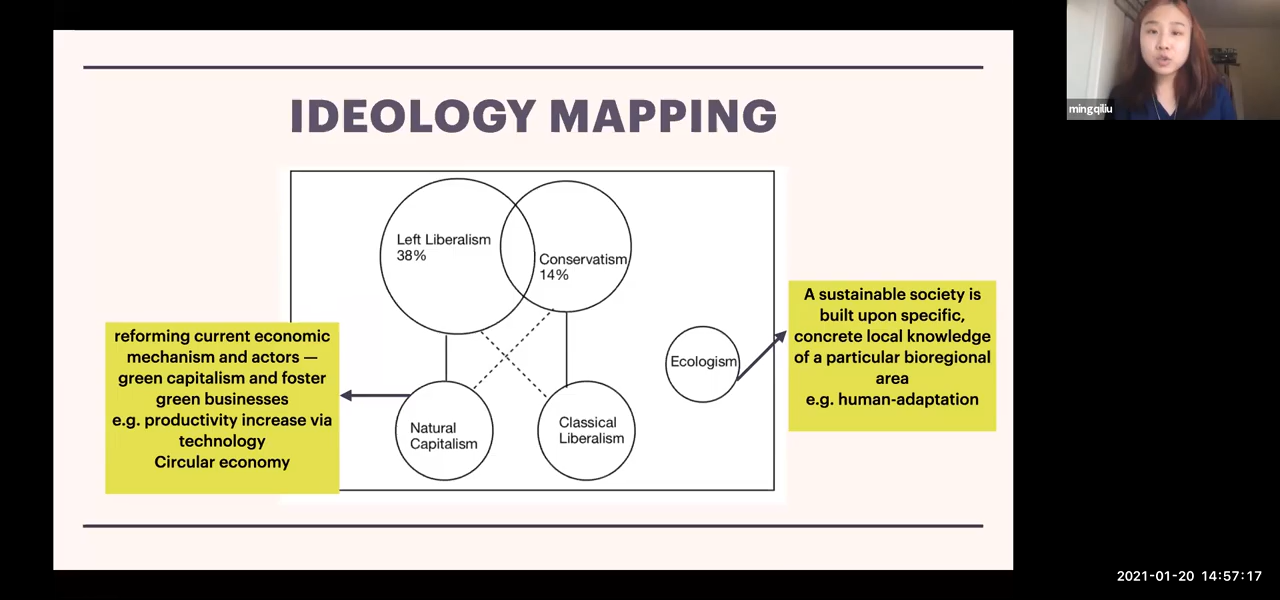 IDEOLOGY MAPPING
mingqiliu
Left Liberalism
38%
Conservatism
14%
reforming current economic
mechanism and actors —
green capitalism and foster
green businesses
e.g. productivity increase via
technology
Circular economy
Natural
Capitalism
Classical
Liberalism
Ecologism
A sustainable society is
built upon specific,
concrete local knowledge
of a particular bioregional
area
e.g. human-adaptation
2021-01-20 14:57:17